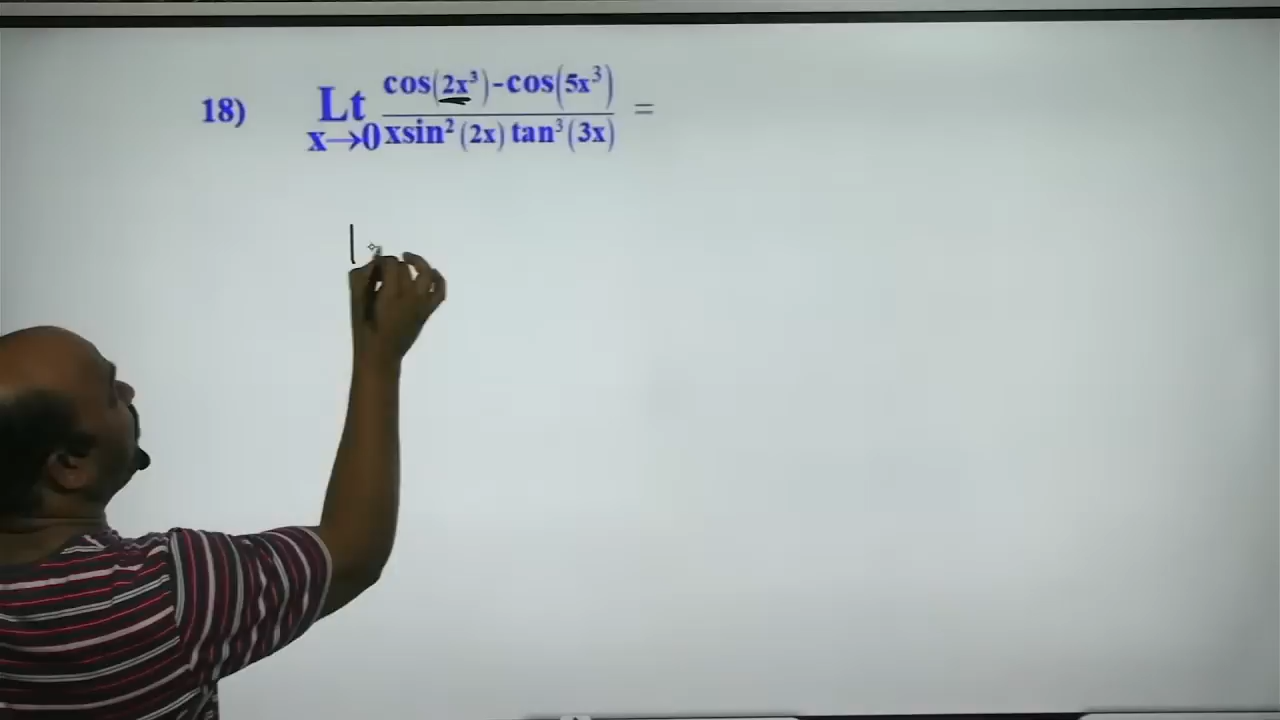 18) Lt x→0 cos(2x³)-cos(5x³) / xsin² (2x) tan³ (3x) =